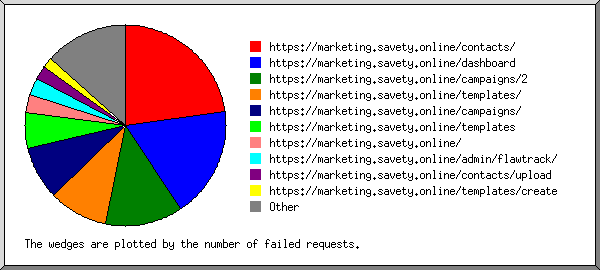 https://marketing.savety.online/contacts/
https://marketing.savety.online/dashboard
https://marketing.savety.online/campaigns/2
https://marketing.savety.online/templates/
https://marketing.savety.online/campaigns/
https://marketing.savety.online/templates
https://marketing.savety.online/
https://marketing.savety.online/admin/flawtrack/
https://marketing.savety.online/contacts/upload
https://marketing.savety.online/templates/create
Other
The wedges are plotted by the number of failed requests.